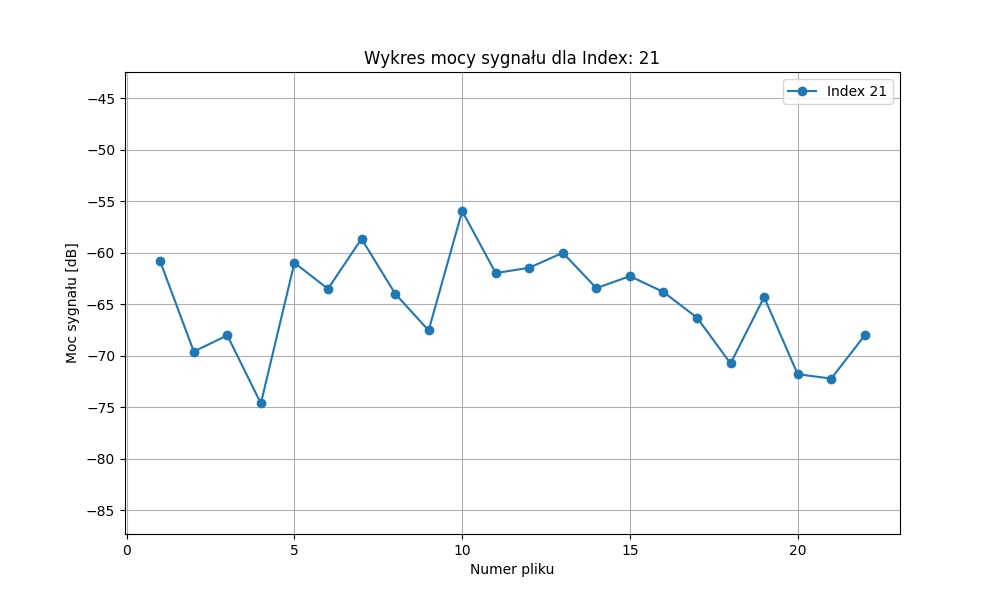 Wykres mocy sygnału dla Index: 21
Index 21
−45
−50
−55
−60
−65
−70
−75
−80
−85
Moc sygnału [dB]
0 5 10 15 20
Numer pliku